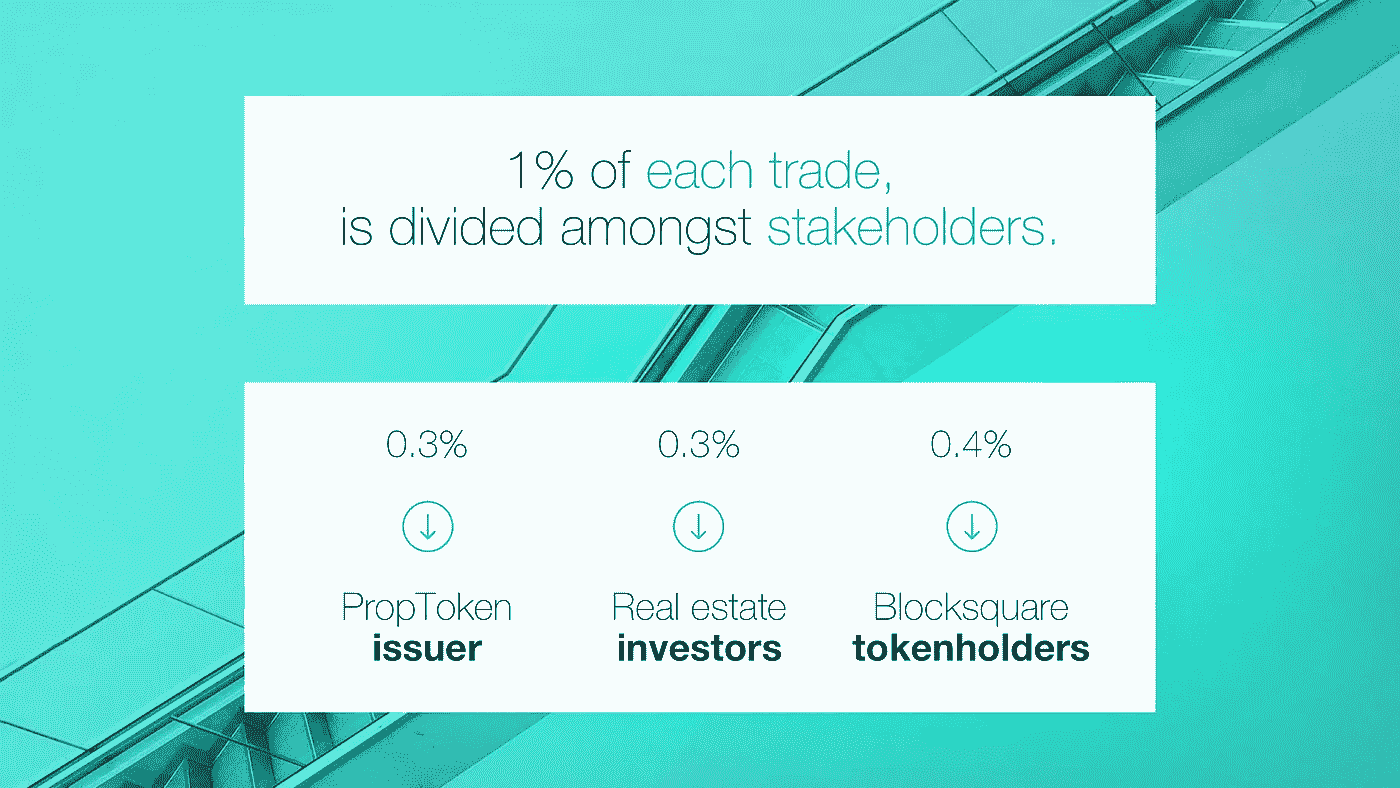 1% of each trade,
is divided amongst stakeholders.
0.3%
0.3%
0.4%
PropToken
issuer
Real estate
investors
Blocksquare
tokenholders